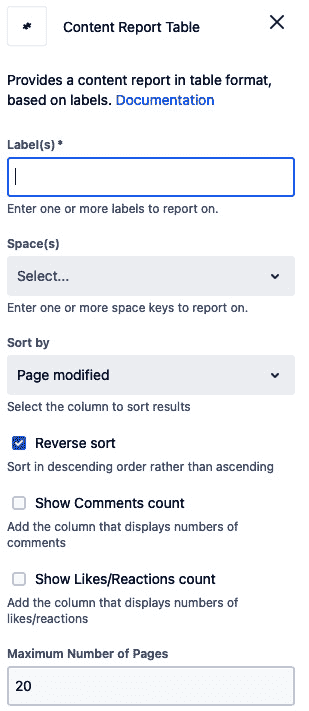 Content Report Table
Provides a content report in table format,
based on labels. Documentation
Label(s)*
Enter one or more labels to report on.
Space(s)
Select...
Enter one or more space keys to report on.
Sort by
Page modified
Select the column to sort results
Reverse sort
Sort in descending order rather than ascending
Show Comments count
Add the column that displays numbers of
comments
Show Likes/Reactions count
Add the column that displays numbers of
likes/reactions
Maximum Number of Pages
20